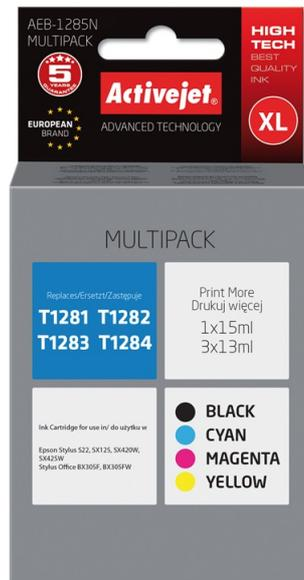 AEB-1285N
MULTIPACK
5
YEARS
GUARANTEE
EUROPEAN
BRAND
Activejet®
ADVANCED TECHNOLOGY
HIGH
TECH
BEST
QUALITY
INK
XL
MULTIPACK
Replaces/Ersetzt/Zastępuje
T1281 T1282
T1283 T1284
Print More
Drukuj więcej
1x15ml
3x13ml
Ink Cartridge for use in/ do użytku w
Epson Stylus S22, SX125, SX420W,
SX425W
Stylus Office BX305F, BX305FW
BLACK
CYAN
MAGENTA
YELLOW